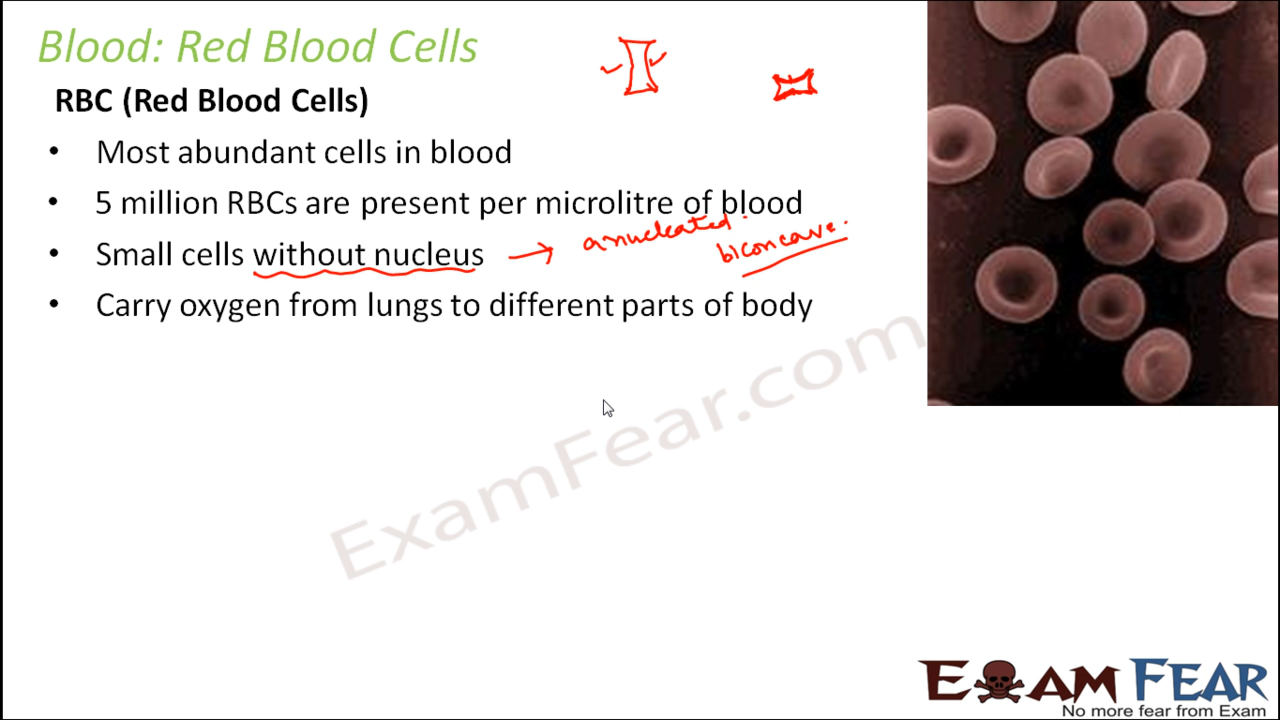 Blood: Red Blood Cells
RBC (Red Blood Cells)
• Most abundant cells in blood
• 5 million RBCs are present per microlitre of blood
• Small cells without nucleus → anucleated.
biconcave.
• Carry oxygen from lungs to different parts of body
ExamFear.com
EXAM FEAR
No more fear from Exam